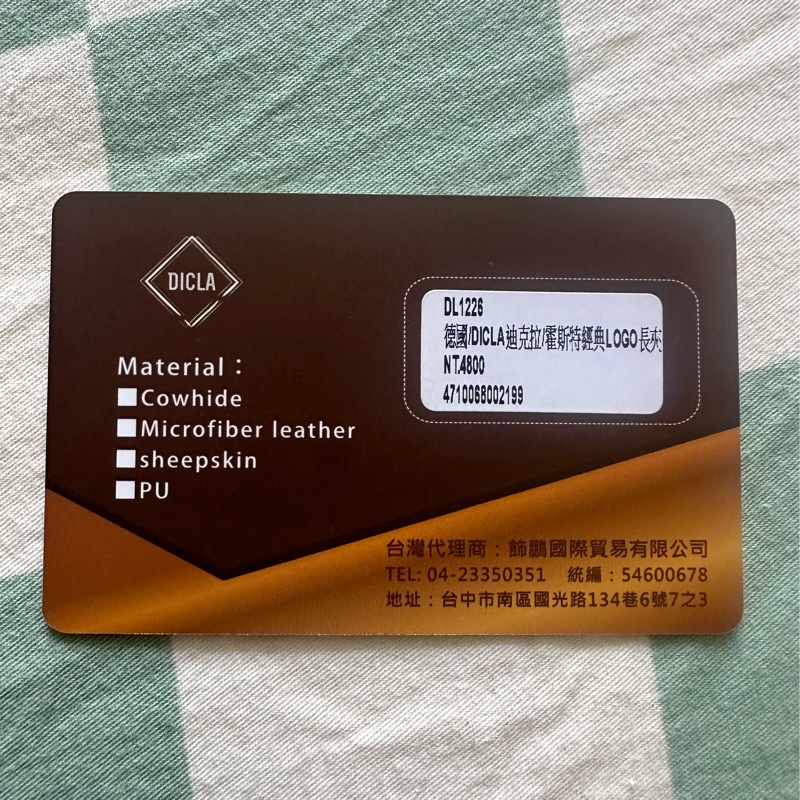 DICLA
Material：
Cowhide
Microfiber leather
sheepskin
PU
DL1226
德國/DICLA迪克拉/霍斯特經典LOGO長夾
NT.4800
4710068002199
台灣代理商：飾鵬國際貿易有限公司
TEL: 04-23350351 統編：54600678
地址：台中市南區國光路134巷6號7之3